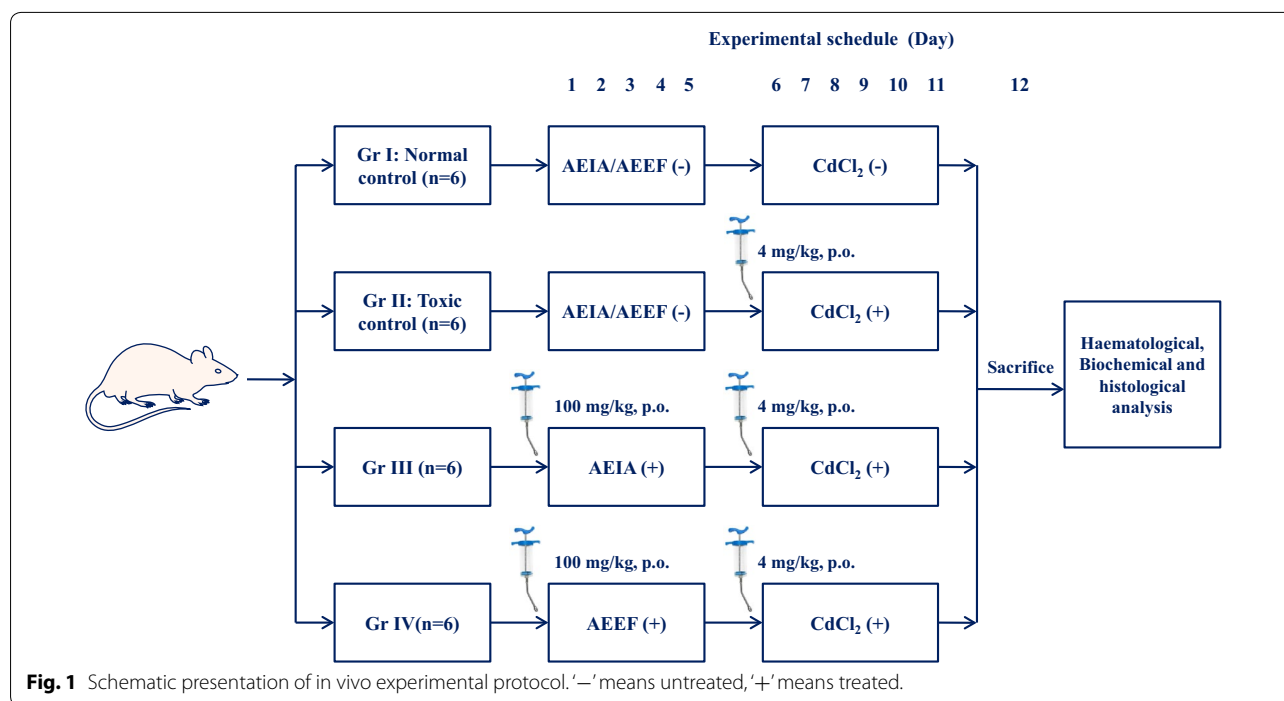 Experimental schedule (Day)
1 2 3 4 5 6 7 8 9 10 11 12
Gr I: Normal
control (n=6)
AEIA/AEEF (-)
CdCl₂ (-)
4 mg/kg, p.o.
Gr II: Toxic
control (n=6)
AEIA/AEEF (-)
CdCl₂ (+)
Sacrifice
Haematological,
Biochemical and
histological
analysis
100 mg/kg, p.o.
4 mg/kg, p.o.
Gr III (n=6)
AEIA (+)
CdCl₂ (+)
100 mg/kg, p.o.
4 mg/kg, p.o.
Gr IV(n=6)
AEEF (+)
CdCl₂ (+)
Fig. 1 Schematic presentation of in vivo experimental protocol. ‘−’ means untreated, ‘+’ means treated.